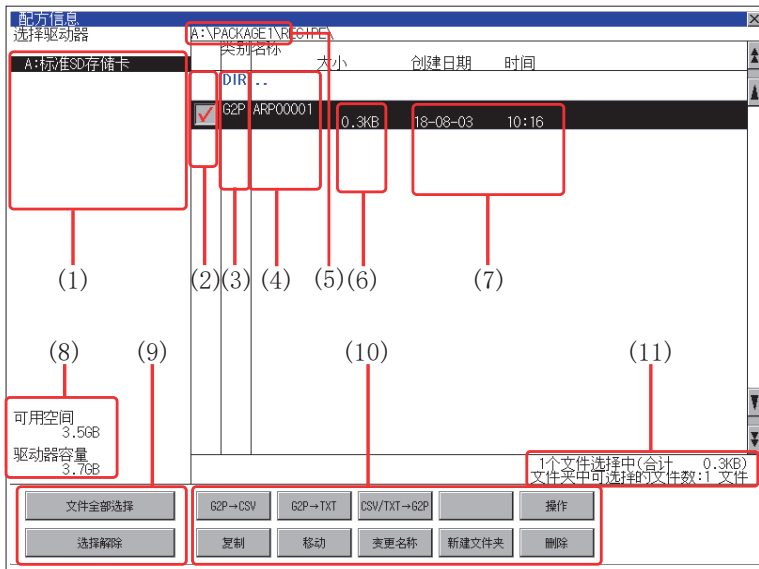 配方信息
选择驱动器
A:\PACKAGE1\RECIPE\
类别名称
大小 创建日期 时间
A:标准SD存储卡
DIR ..
G2P ARP00001
0.3KB 18-08-03 10:16
(1) (2) (3) (4) (5) (6) (7)
(8) (9) (10) (11)
可用空间
3.5GB
驱动器容量
3.7GB
1个文件选择中(合计 0.3KB)
文件夹中可选择的文件数:1 文件
文件全部选择 G2P→CSV G2P→TXT CSV/TXT→G2P 操作
选择解除 复制 移动 变更名称 新建文件夹 删除